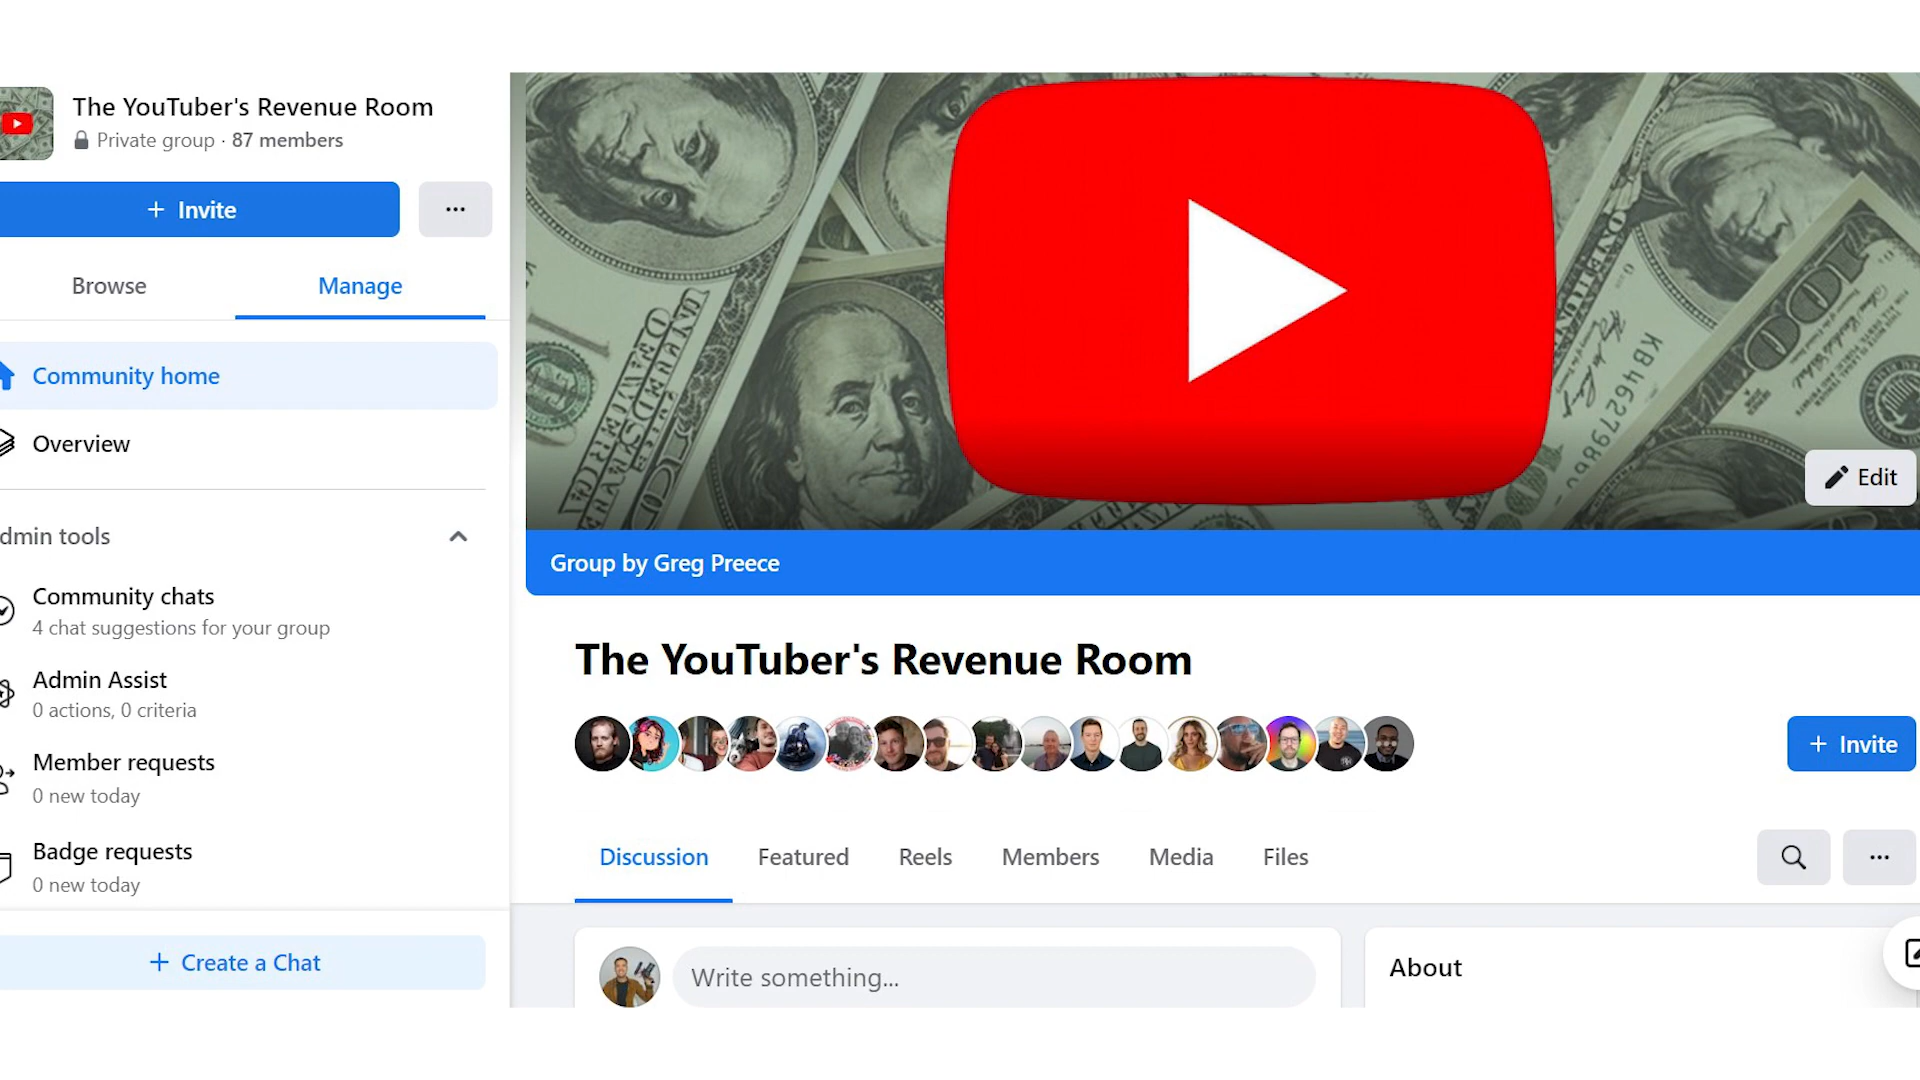 The YouTuber's Revenue Room
Private group · 87 members
+ Invite
Browse
Manage
Community home
Overview
dmin tools
Community chats
4 chat suggestions for your group
Admin Assist
0 actions, 0 criteria
Member requests
0 new today
Badge requests
0 new today
+ Create a Chat
KB46279860
100
Edit
Group by Greg Preece
The YouTuber's Revenue Room
+ Invite
Discussion
Featured
Reels
Members
Media
Files
Write something...
About